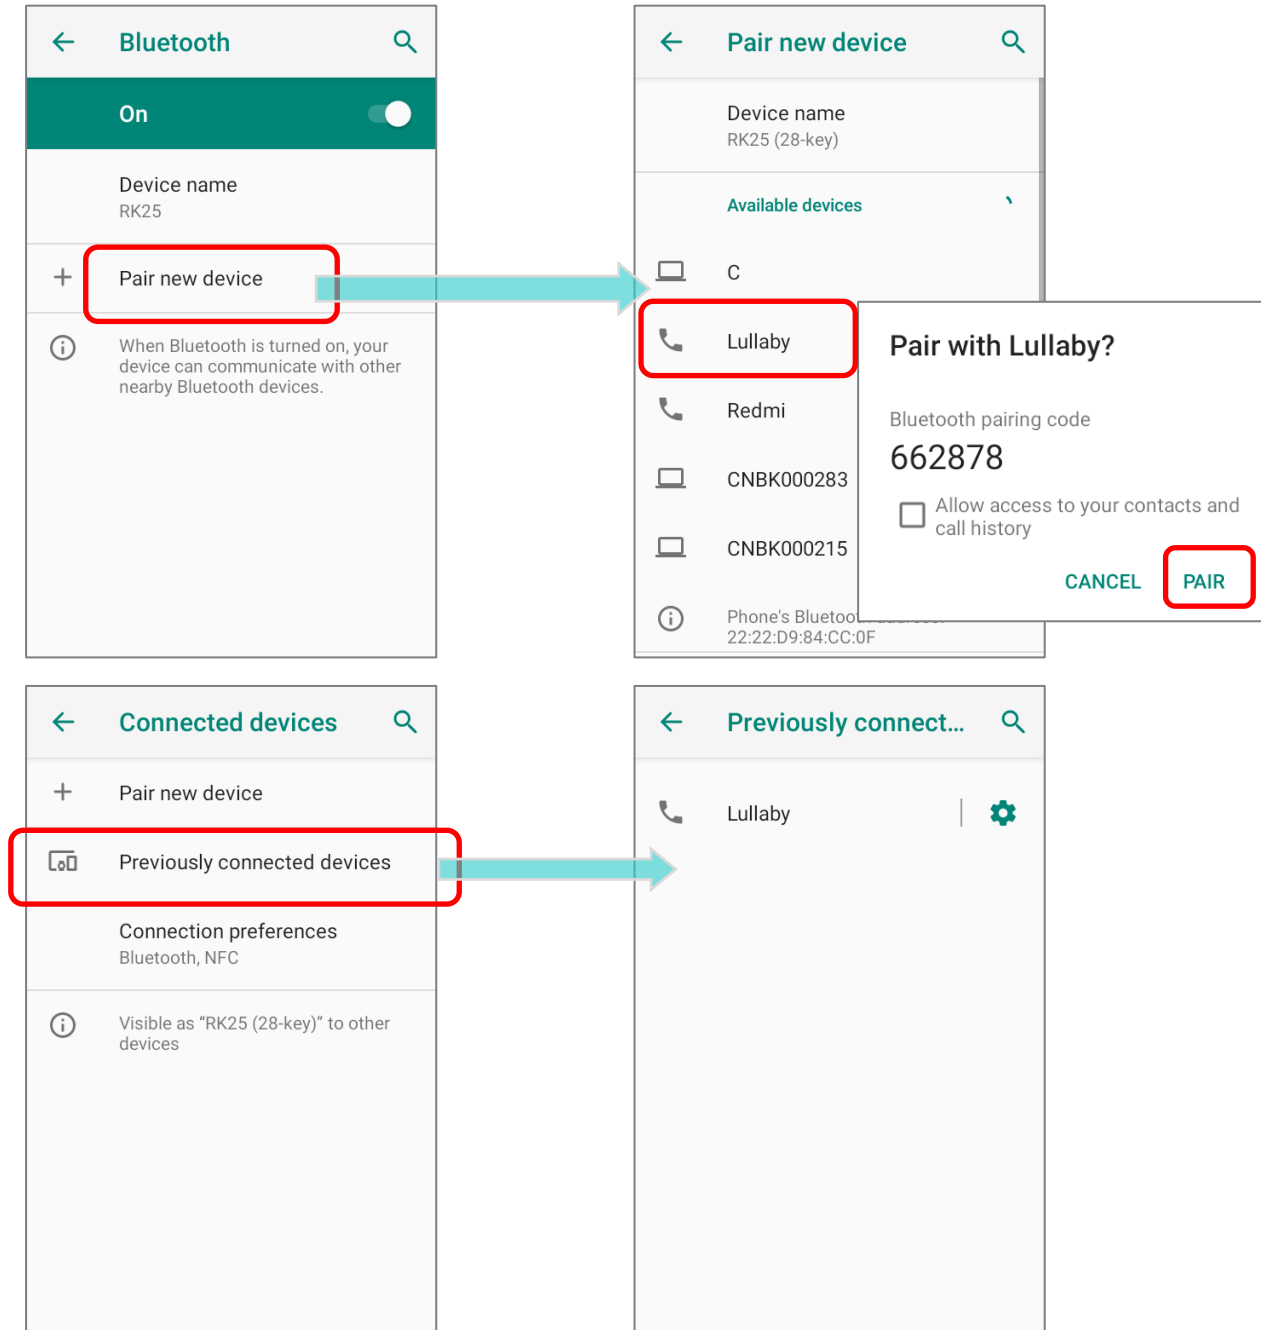 Bluetooth
On
Device name
RK25
Pair new device
When Bluetooth is turned on, your
device can communicate with other
nearby Bluetooth devices.
Pair new device
Device name
RK25 (28-key)
Available devices
C
Lullaby
Redmi
CNBK000283
CNBK000215
Phone's
22:22:D9:84:CC:0F
Pair with Lullaby?
Bluetooth pairing code
662878
Allow access to your contacts and
call history
CANCEL PAIR
Connected devices
Pair new device
Previously connected devices
Connection preferences
Bluetooth, NFC
Visible as “RK25 (28-key)” to other
devices
Previously connect...
Lullaby